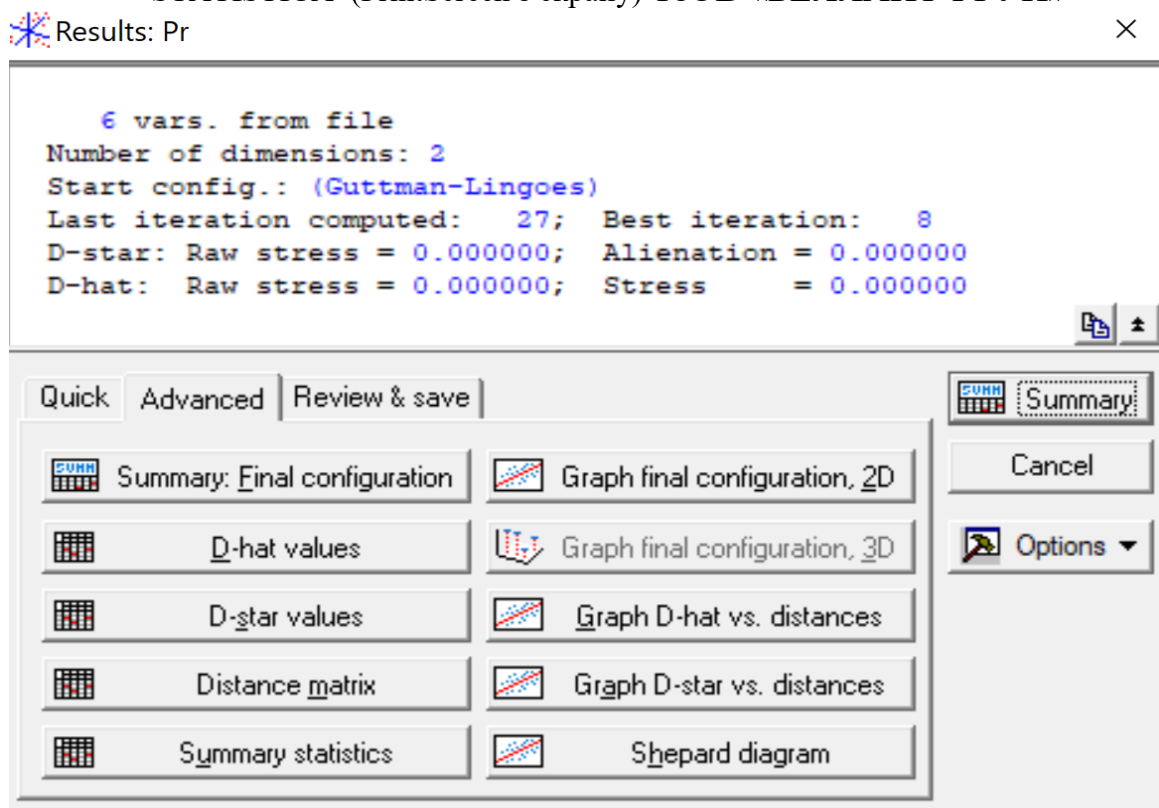 Results: Pr
6 vars. from file
Number of dimensions: 2
Start config.: (Guttman-Lingoes)
Last iteration computed: 27; Best iteration: 8
D-star: Raw stress = 0.000000; Alienation = 0.000000
D-hat: Raw stress = 0.000000; Stress = 0.000000
Quick Advanced Review & save
Summary
Cancel
Options
Summary: Final configuration
Graph final configuration, 2D
D-hat values
Graph final configuration, 3D
D-star values
Graph D-hat vs. distances
Distance matrix
Graph D-star vs. distances
Summary statistics
Shepard diagram